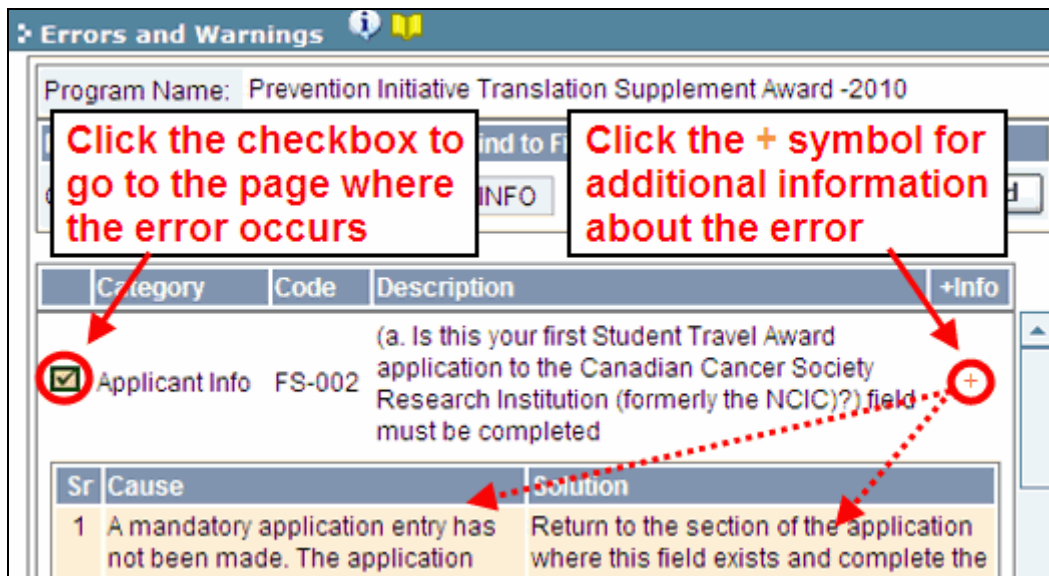 Errors and Warnings
Program Name: Prevention Initiative Translation Supplement Award -2010
Click the checkbox to
go to the page where
the error occurs
ind to Fi
INFO
Click the + symbol for
additional information
about the error
Category Code Description +Info
Applicant Info FS-002 (a. Is this your first Student Travel Award
application to the Canadian Cancer Society
Research Institution (formerly the NCIC)?) field
must be completed
+
Sr Cause Solution
1 A mandatory application entry has Return to the section of the application
not been made. The application where this field exists and complete the